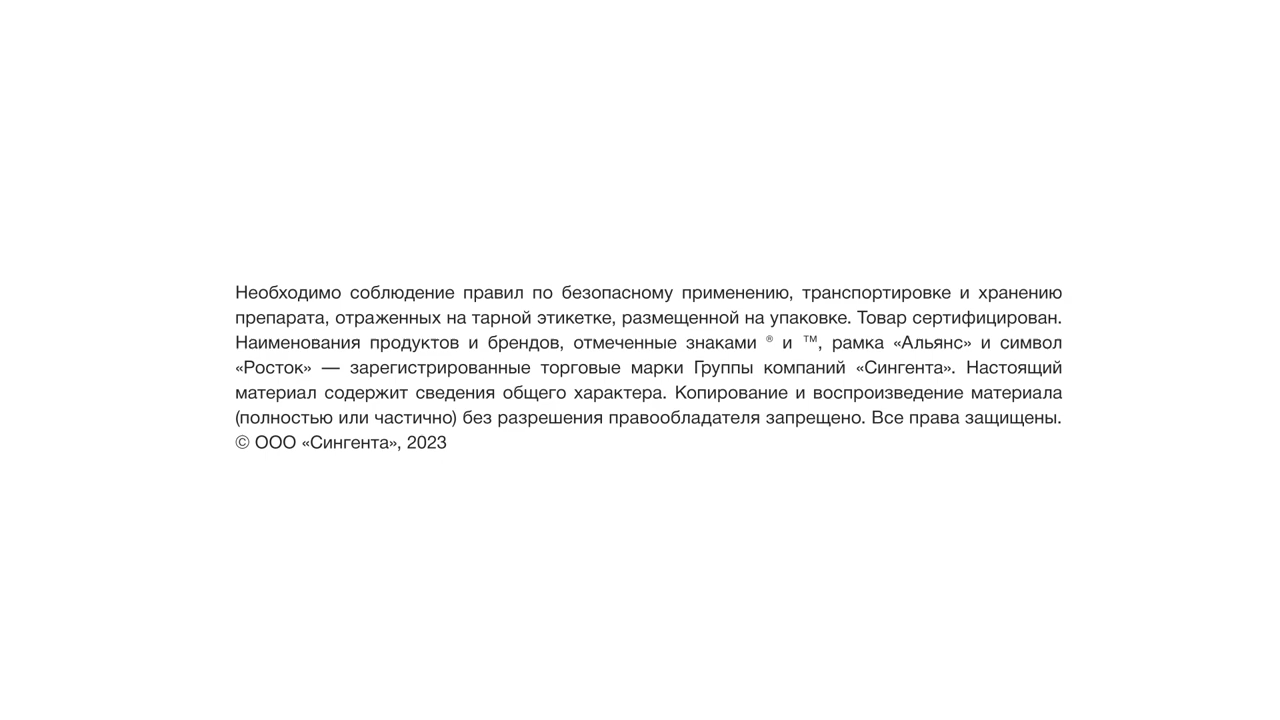 Необходимо соблюдение правил по безопасному применению, транспортировке и хранению
препарата, отраженных на тарной этикетке, размещенной на упаковке. Товар сертифицирован.
Наименования продуктов и брендов, отмеченные знаками ® и ™, рамка «Альянс» и символ
«Росток» — зарегистрированные торговые марки Группы компаний «Сингента». Настоящий
материал содержит сведения общего характера. Копирование и воспроизведение материала
(полностью или частично) без разрешения правообладателя запрещено. Все права защищены.
© ООО «Сингента», 2023